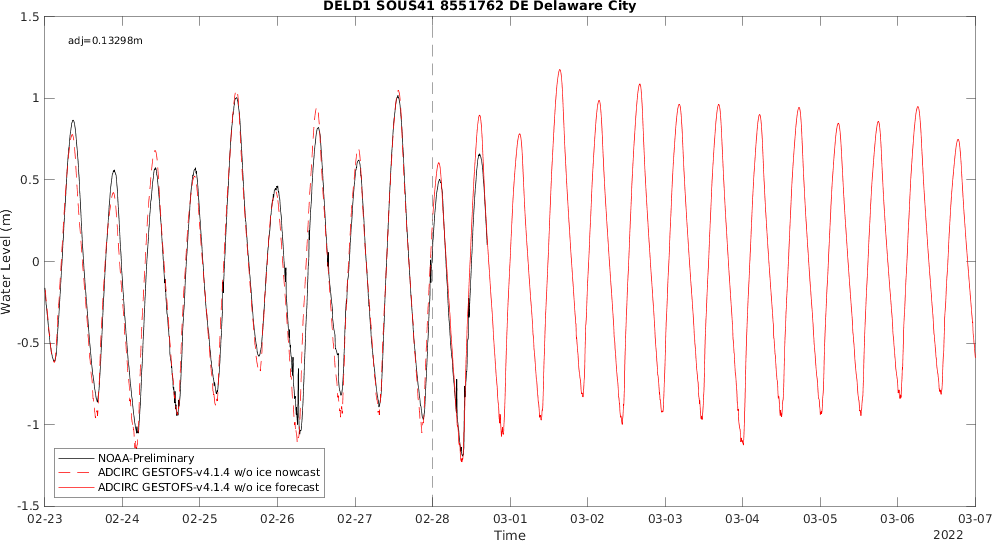 DELD1 SOUS41 8551762 DE Delaware City
1.5
adj=0.13298m
1
0.5
0
Water Level (m)
-0.5
-1
NOAA-Preliminary
ADCIRC GESTOFS-v4.1.4 w/o ice nowcast
ADCIRC GESTOFS-v4.1.4 w/o ice forecast
-1.5
02-23 02-24 02-25 02-26 02-27 02-28 03-01 03-02 03-03 03-04 03-05 03-06 03-07
Time
2022